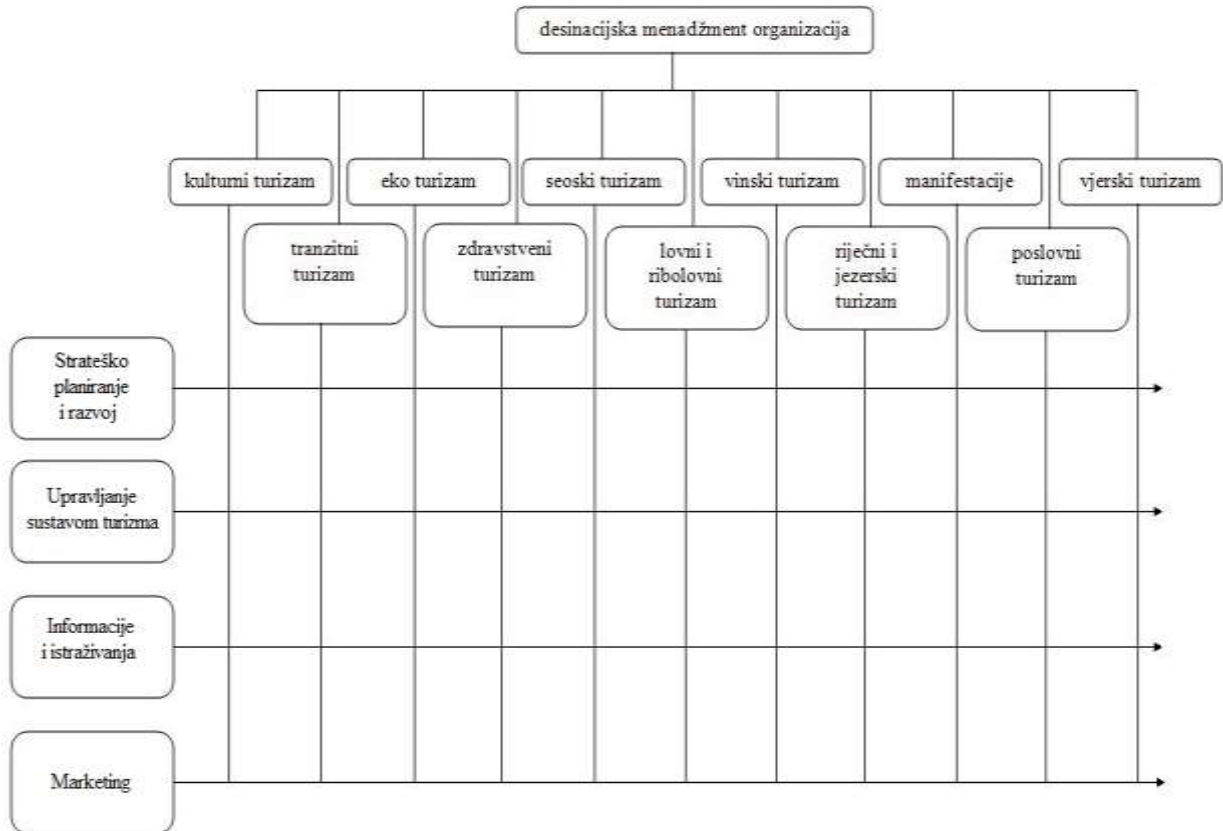 desinacijska menadžment organizacija
kulturni turizam
eko turizam
seoski turizam
vinski turizam
manifestacije
vjerski turizam
tranzitni
turizam
zdravstveni
turizam
lovni i
ribolovni
turizam
riječni i
jezerski
turizam
poslovni
turizam
Strateško
planiranje
i razvoj
Upravljanje
sustavom turizma
Informacije
i istraživanja
Marketing